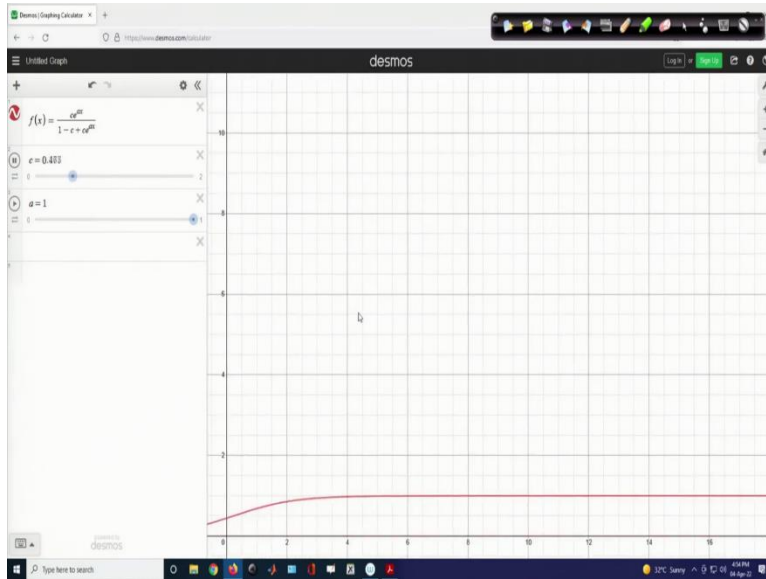 Desmos | Graphing Calculator × +
https://www.desmos.com/calculator
Untitled Graph
desmos
Log In or Sign Up
f(x) = ce^{ax} / (1 − c + ce^{ax})
0
2
0
1
a = 1
powered by
desmos
10
8
6
4
2
0 2 4 6 8 10 12 14 16
Type here to search
32°C Sunny
4:54 PM
04-Apr-22